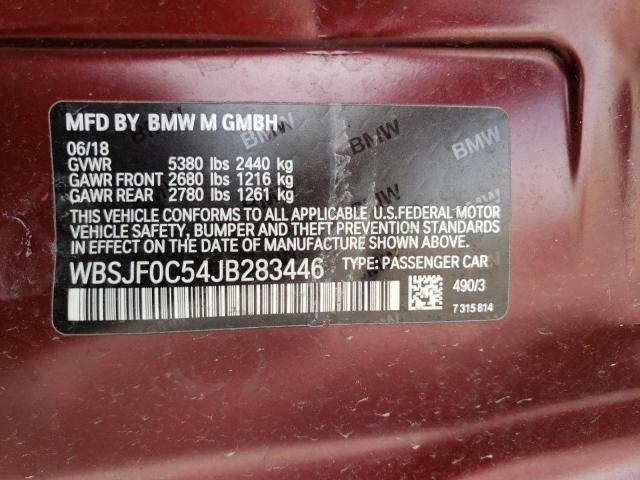 MFD BY BMW M GMBH
06/18
GVWR 5380 lbs 2440 kg
GAWR FRONT 2680 lbs 1216 kg
GAWR REAR 2780 lbs 1261 kg
THIS VEHICLE CONFORMS TO ALL APPLICABLE U.S.FEDERAL MOTOR
VEHICLE SAFETY, BUMPER AND THEFT PREVENTION STANDARDS
IN EFFECT ON THE DATE OF MANUFACTURE SHOWN ABOVE.
WBSJF0C54JB283446 TYPE: PASSENGER CAR
490/3
7 315 814